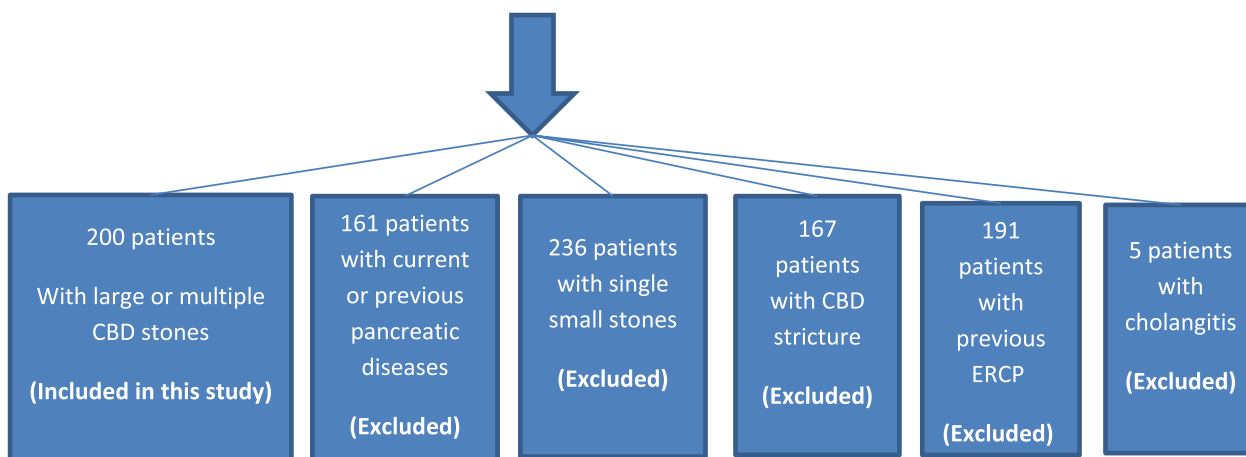 200 patients
With large or multiple
CBD stones
(Included in this study)
161 patients
with current
or previous
pancreatic
diseases
(Excluded)
236 patients
with single
small stones
(Excluded)
167
patients
with CBD
stricture
(Excluded)
191
patients
with
previous
ERCP
(Excluded)
5 patients
with
cholangitis
(Excluded)